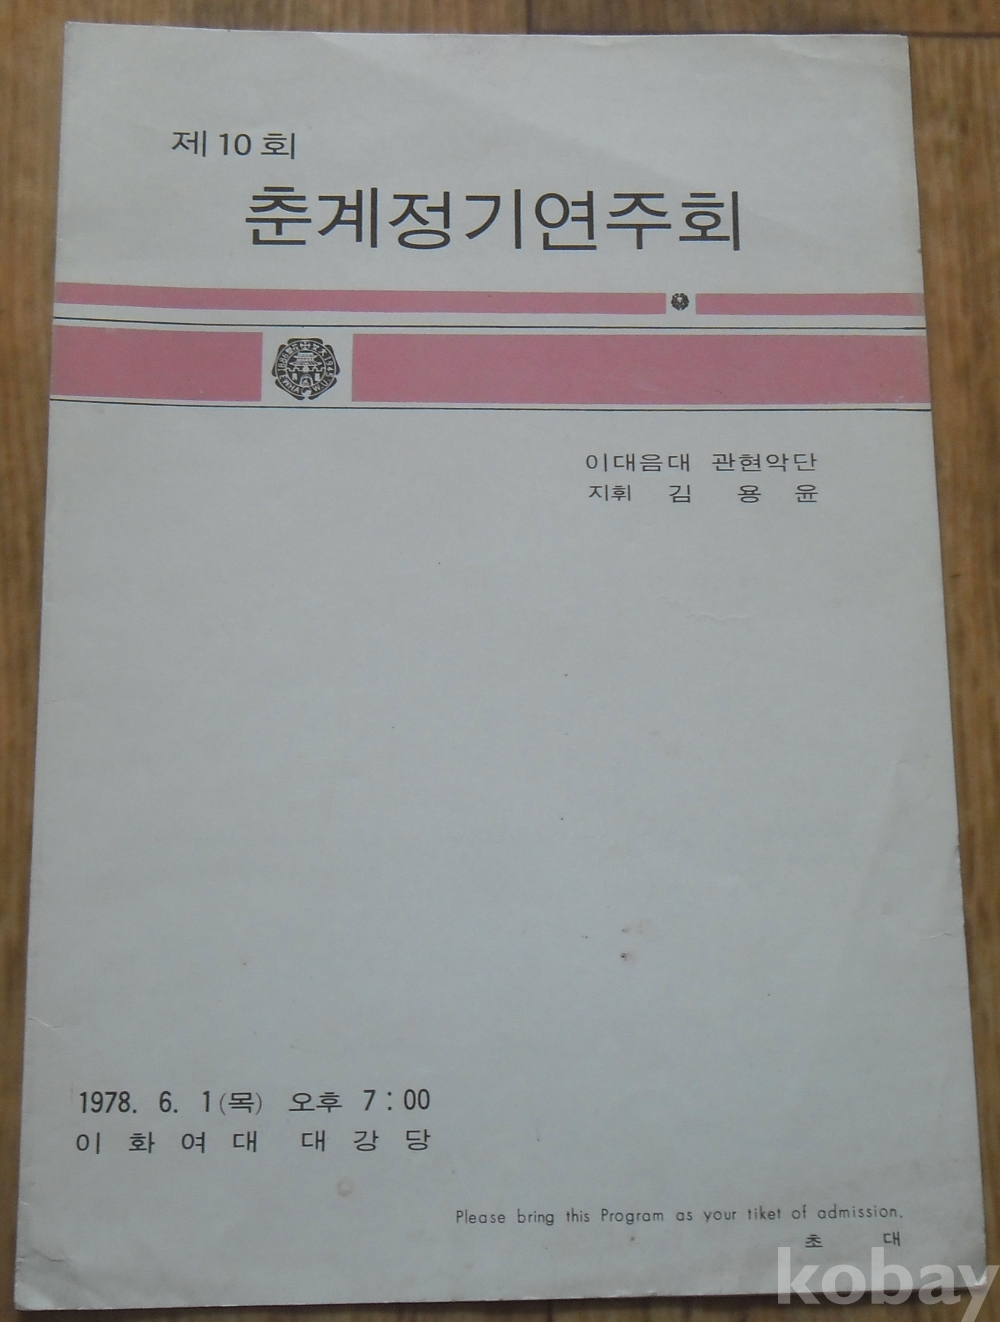 제 10 회
춘계정기연주회
이대음대 관현악단
지휘 김 용 윤
1978. 6. 1 (목) 오후 7 : 00
이 화 여 대 대 강 당
Please bring this Program as your tiket of admission.
초 대
kobay